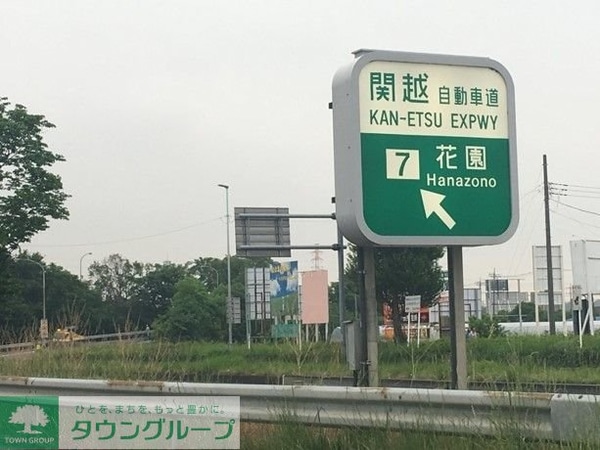 関越 自動車道
KAN-ETSU EXPWY
7 花園
Hanazono
ひとを、まちを、もっと豊かに。
タウングループ
TOWN GROUP